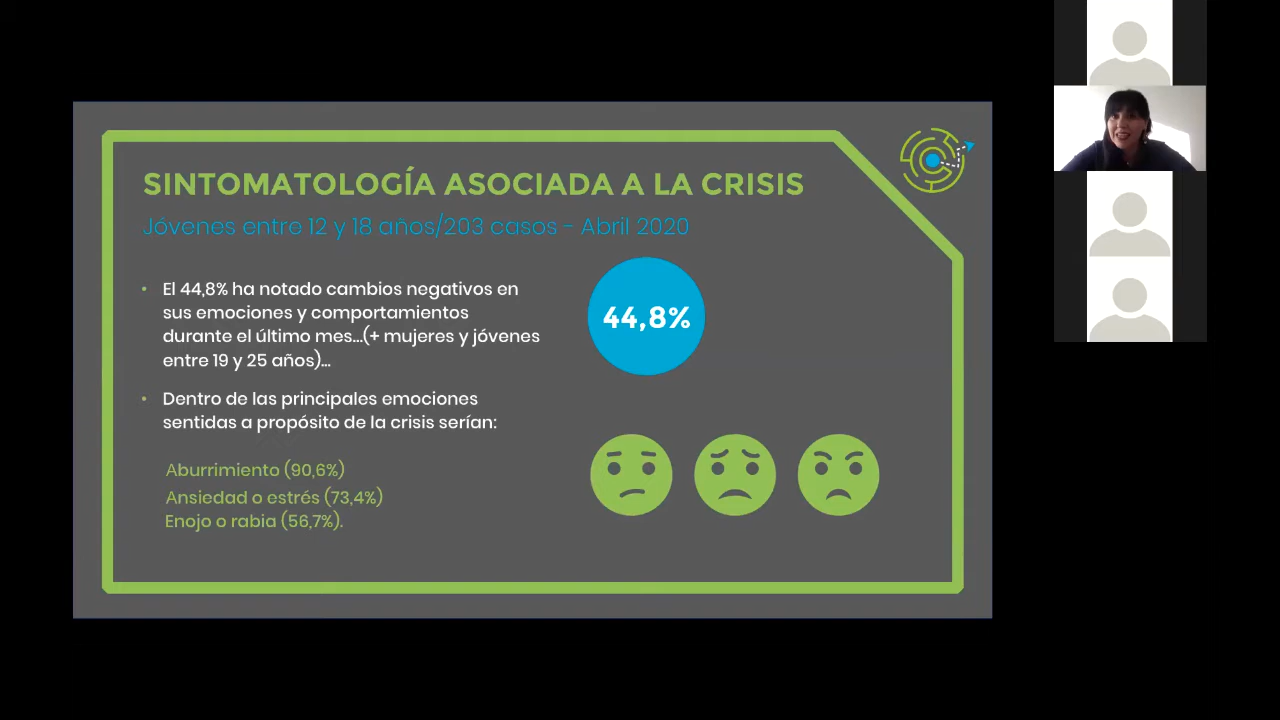 SINTOMATOLOGÍA ASOCIADA A LA CRISIS
Jóvenes entre 12 y 18 años/203 casos - Abril 2020
• El 44,8% ha notado cambios negativos en
sus emociones y comportamientos
durante el último mes...(+ mujeres y jóvenes
entre 19 y 25 años)...
• Dentro de las principales emociones
sentidas a propósito de la crisis serían:
Aburrimiento (90,6%)
Ansiedad o estrés (73,4%)
Enojo o rabia (56,7%).
44,8%